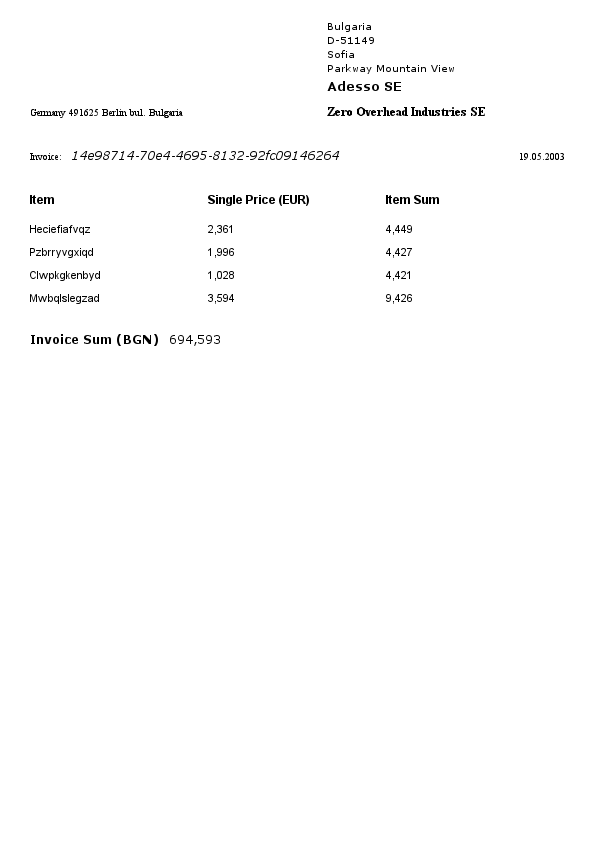 Bulgaria
D-51149
Sofia
Parkway Mountain View
Adesso SE
Germany 491625 Berlin bul. Bulgaria
Zero Overhead Industries SE
Invoice: 14e98714-70e4-4695-8132-92fc09146264 19.05.2003
Item Single Price (EUR) Item Sum
Heciefiafvqz 2,361 4,449
Pzbrryvgxiqd 1,996 4,427
Clwpkgkenbyd 1,028 4,421
Mwbqlslegzad 3,594 9,426
Invoice Sum (BGN) 694,593